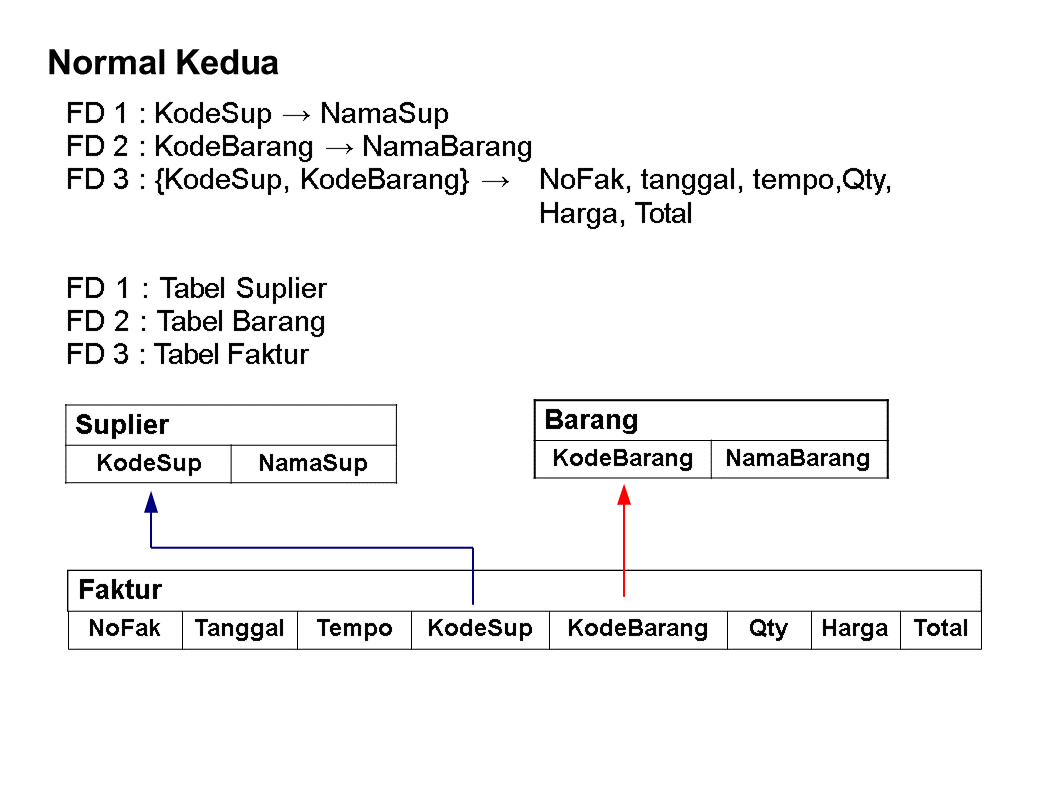 Normal Kedua
FD 1 : KodeSup → NamaSup
FD 2 : KodeBarang → NamaBarang
FD 3 : {KodeSup, KodeBarang} → NoFak, tanggal, tempo,Qty,
Harga, Total
FD 1 : Tabel Suplier
FD 2 : Tabel Barang
FD 3 : Tabel Faktur
Suplier
KodeSup NamaSup
Barang
KodeBarang NamaBarang
Faktur
NoFak Tanggal Tempo KodeSup KodeBarang Qty Harga Total